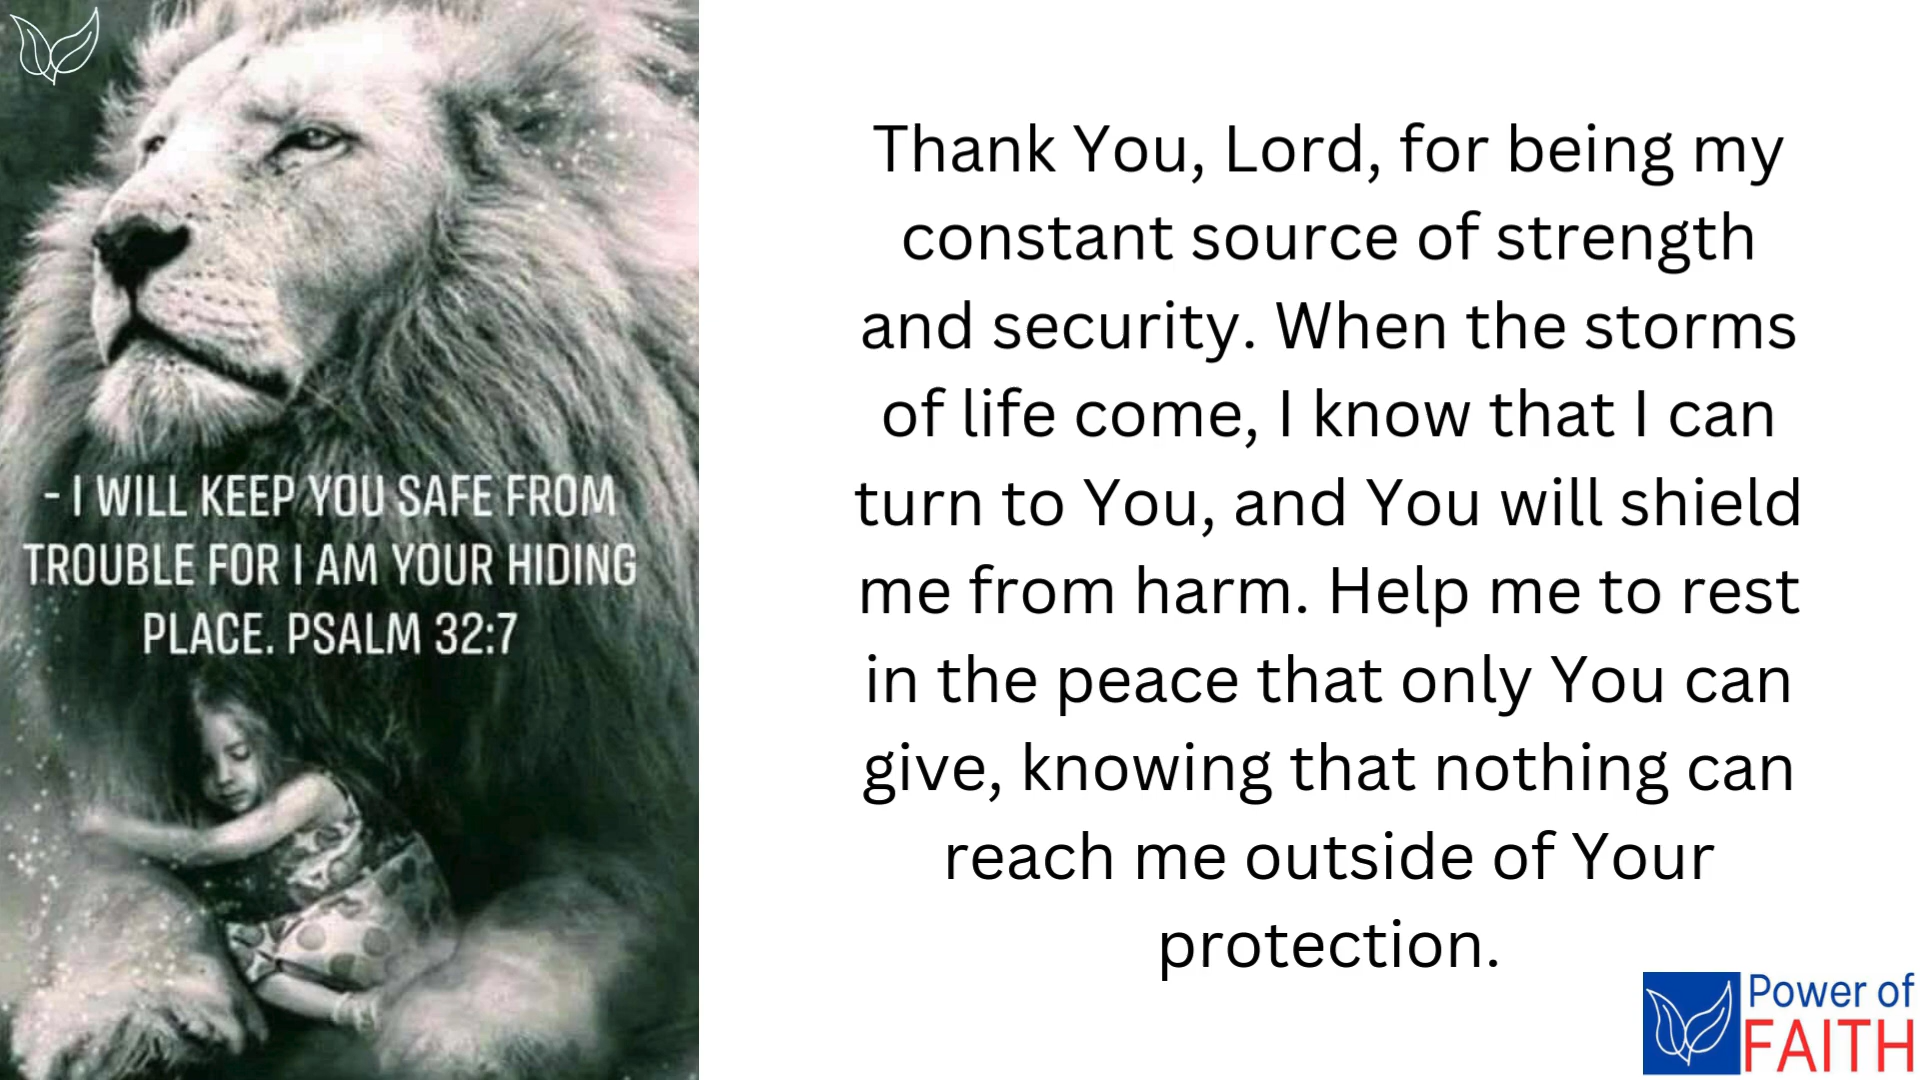 - I WILL KEEP YOU SAFE FROM
TROUBLE FOR I AM YOUR HIDING
PLACE. PSALM 32:7
Thank You, Lord, for being my
constant source of strength
and security. When the storms
of life come, I know that I can
turn to You, and You will shield
me from harm. Help me to rest
in the peace that only You can
give, knowing that nothing can
reach me outside of Your
protection.
Power of
FAITH